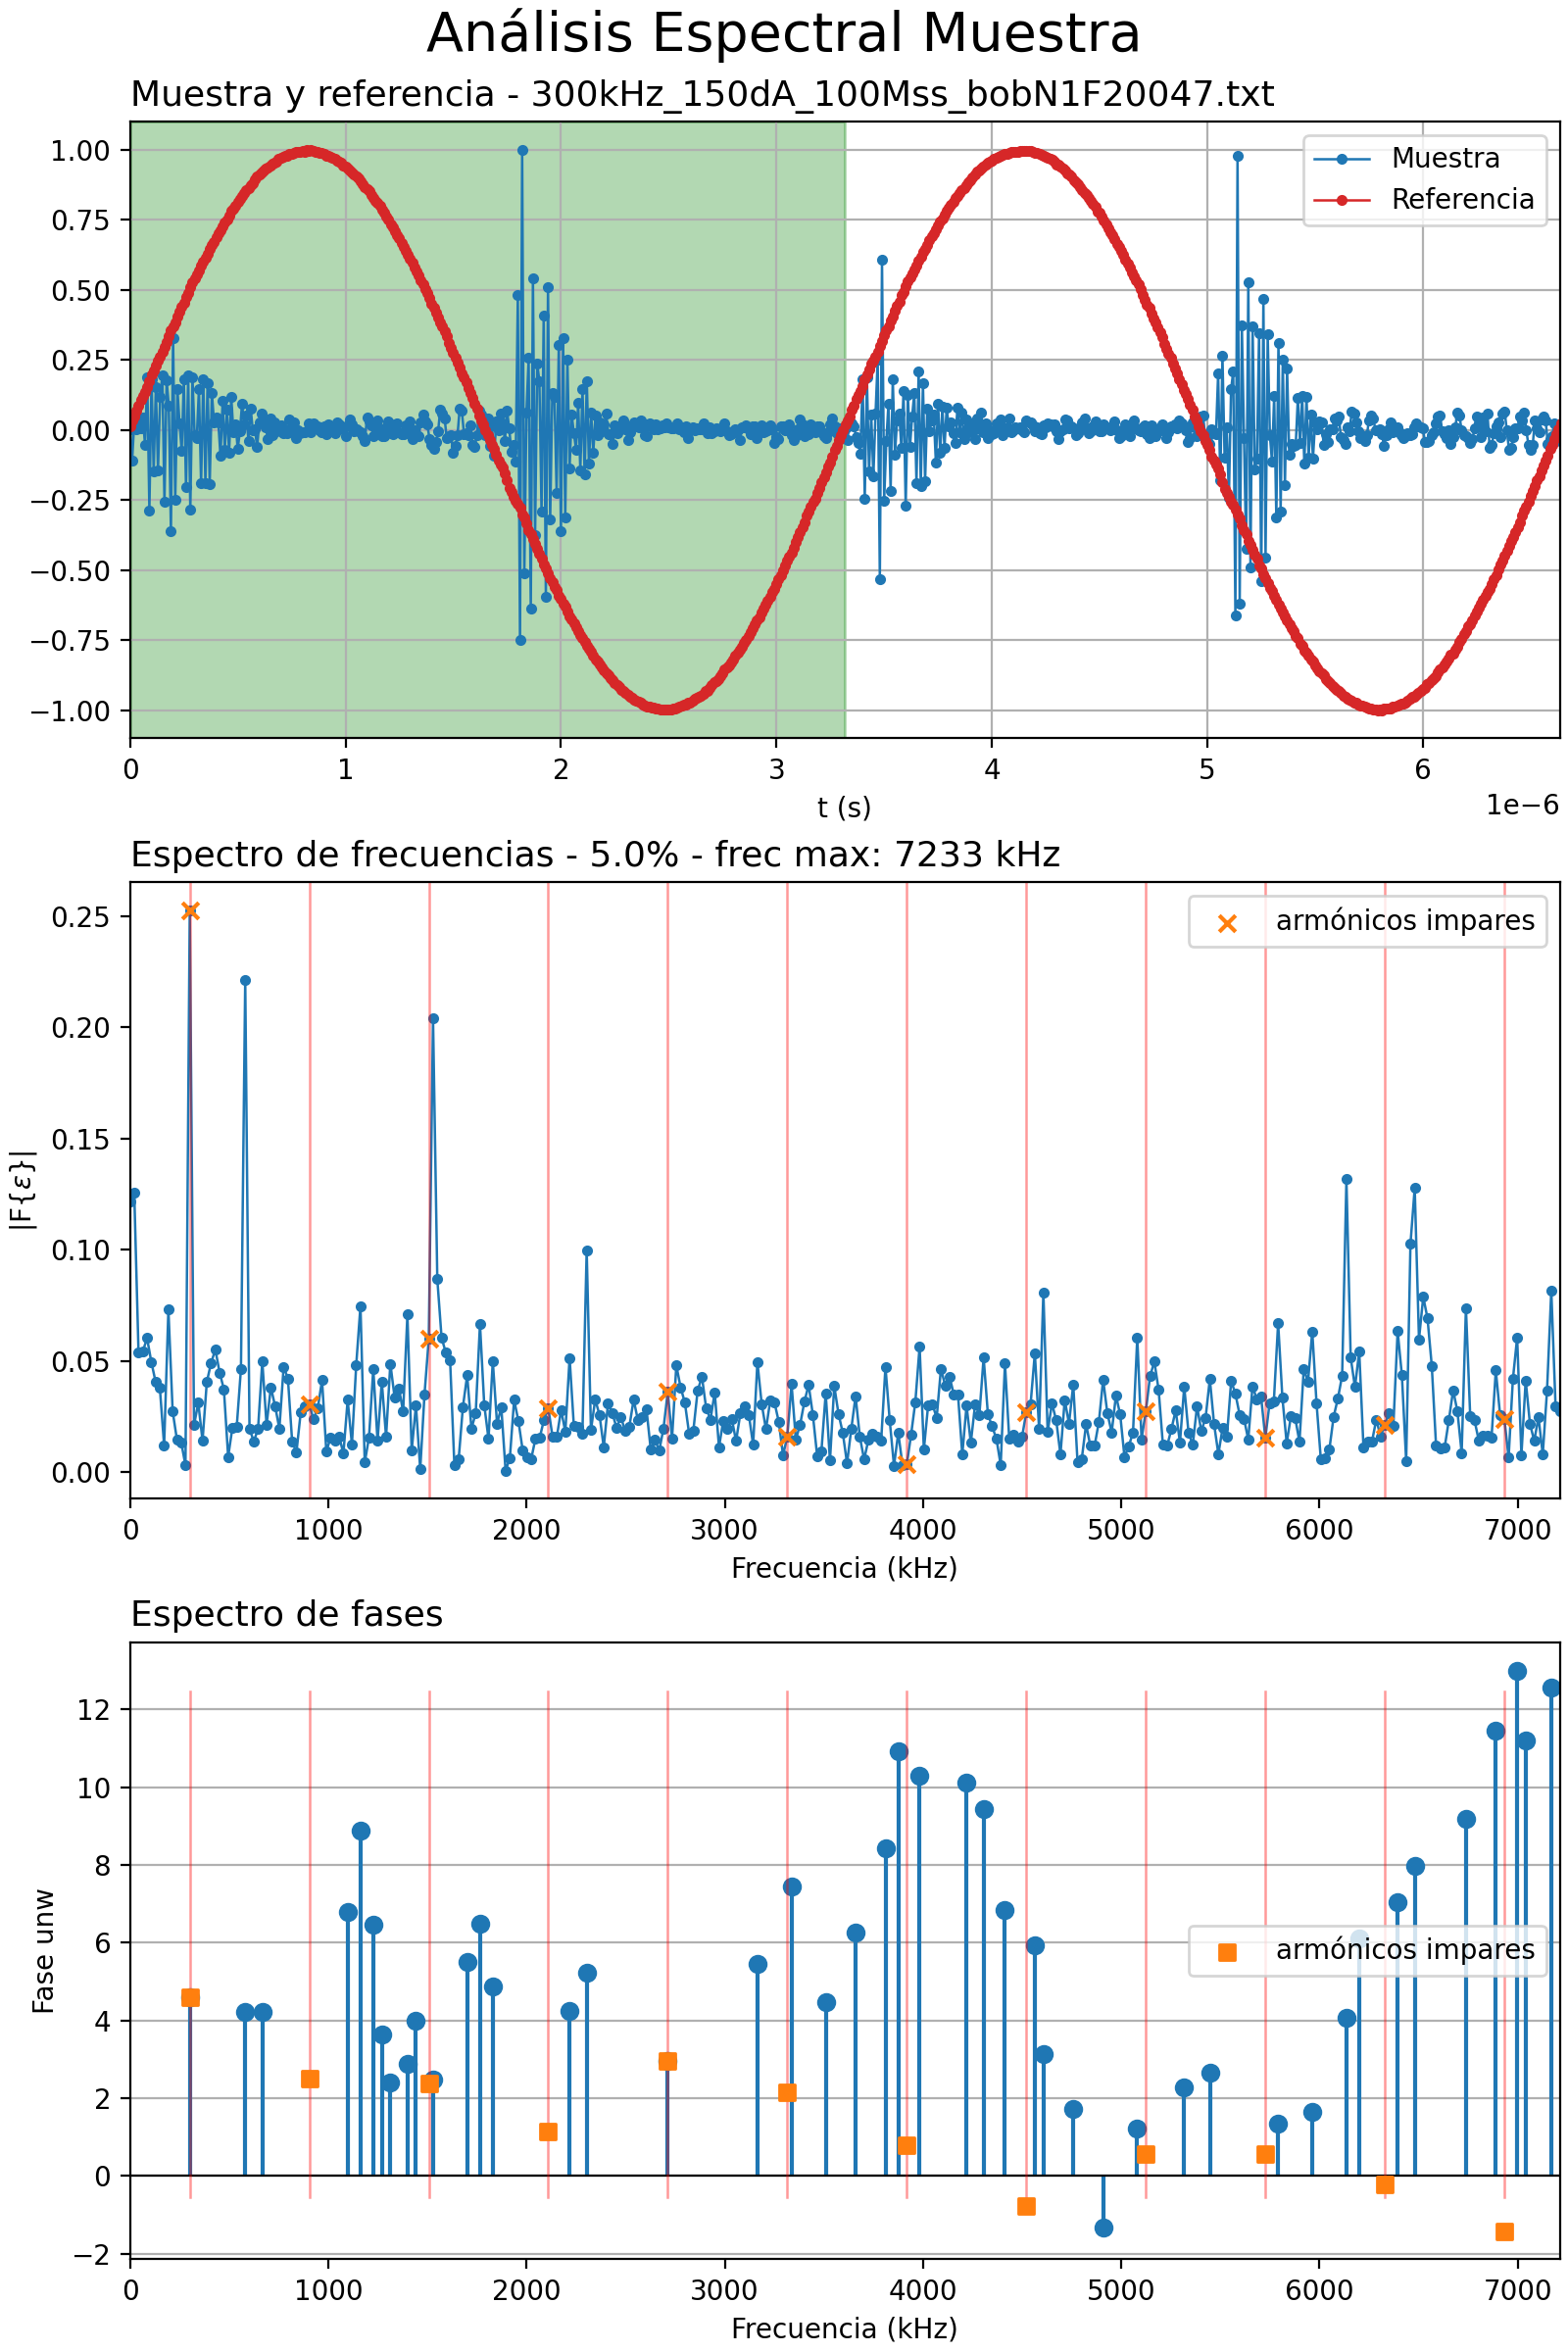 Análisis Espectral Muestra
Muestra y referencia - 300kHz_150dA_100Mss_bobN1F20047.txt
1.00
0.75
0.50
0.25
0.00
−0.25
−0.50
−0.75
−1.00
Muestra
Referencia
0 1 2 3 4 5 6
t (s)
1e−6
Espectro de frecuencias - 5.0% - frec max: 7233 kHz
|F{ε}|
0.25
0.20
0.15
0.10
0.05
0.00
armónicos impares
0 1000 2000 3000 4000 5000 6000 7000
Frecuencia (kHz)
Espectro de fases
Fase unw
12
10
8
6
4
2
0
−2
armónicos impares
0 1000 2000 3000 4000 5000 6000 7000
Frecuencia (kHz)